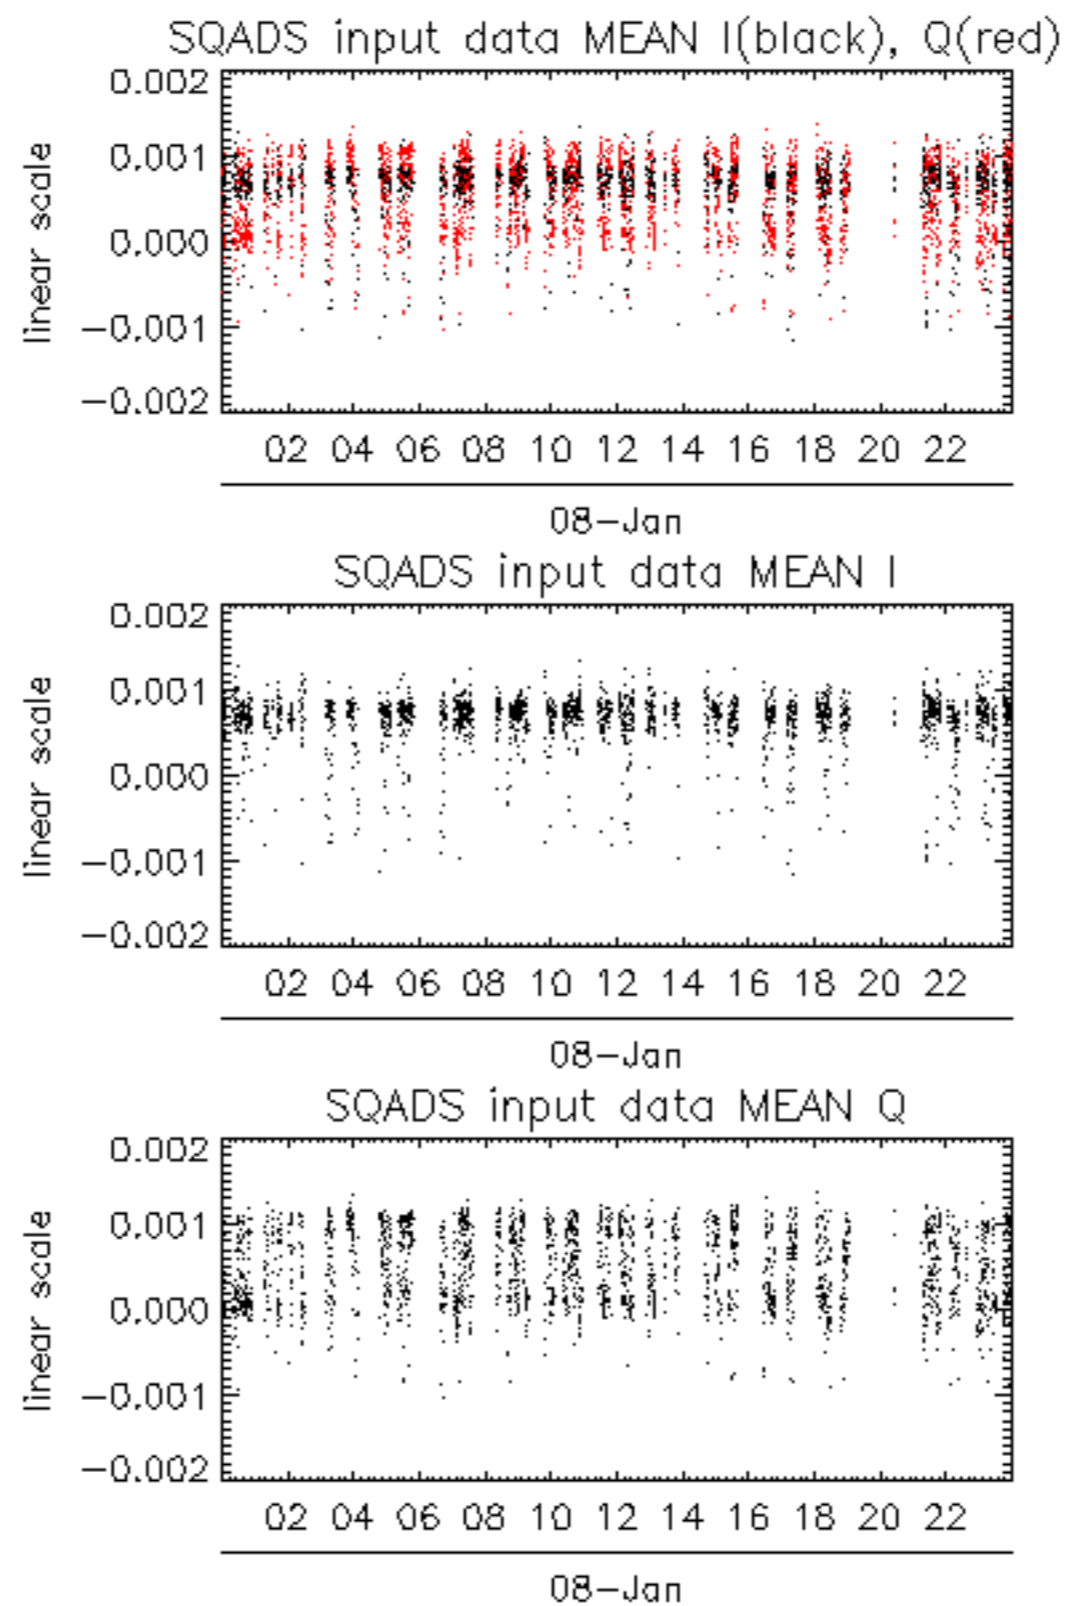 SQADS input data MEAN I(black), Q(red)
0.002
0.001
0.000
−0.001
−0.002
linear scale
02 04 06 08 10 12 14 16 18 20 22
08−Jan
SQADS input data MEAN I
0.002
0.001
0.000
−0.001
−0.002
linear scale
02 04 06 08 10 12 14 16 18 20 22
08−Jan
SQADS input data MEAN Q
0.002
0.001
0.000
−0.001
−0.002
linear scale
02 04 06 08 10 12 14 16 18 20 22
08−Jan